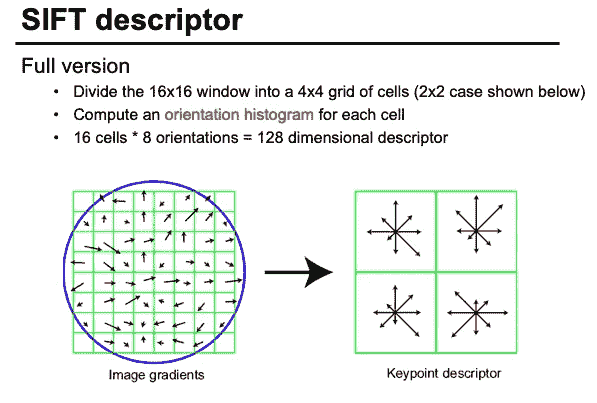 SIFT descriptor
Full version
• Divide the 16x16 window into a 4x4 grid of cells (2x2 case shown below)
• Compute an orientation histogram for each cell
• 16 cells * 8 orientations = 128 dimensional descriptor
Image gradients
Keypoint descriptor